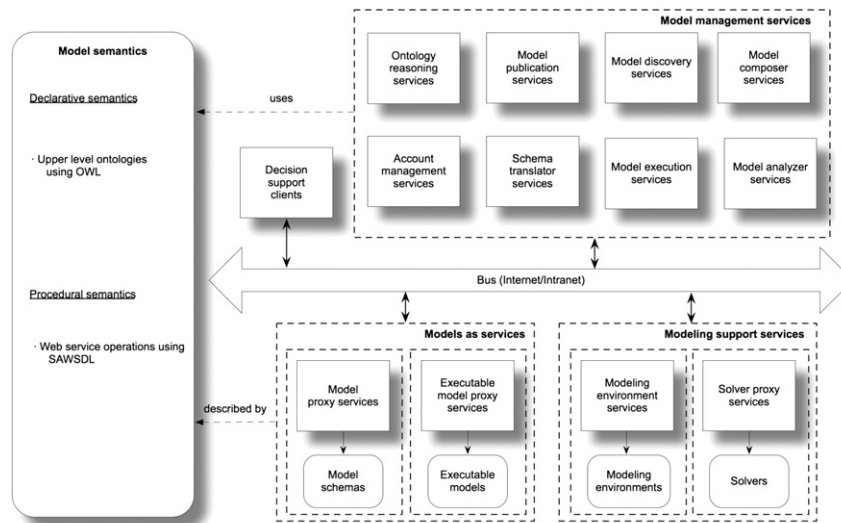 Model semantics
Declarative semantics
· Upper level ontologies
using OWL
Procedural semantics
· Web service operations using
SAWSDL
uses
described by
Model management services
Ontology
reasoning
services
Model
publication
services
Model discovery
services
Model
composer
services
Account
management
services
Schema
translator
services
Model execution
services
Model analyzer
services
Decision
support
clients
Bus (Internet/Intranet)
Models as services
Model
proxy services
Executable
model proxy
services
Model
schemas
Executable
models
Modeling support services
Modeling
environment
services
Solver proxy
services
Modeling
environments
Solvers